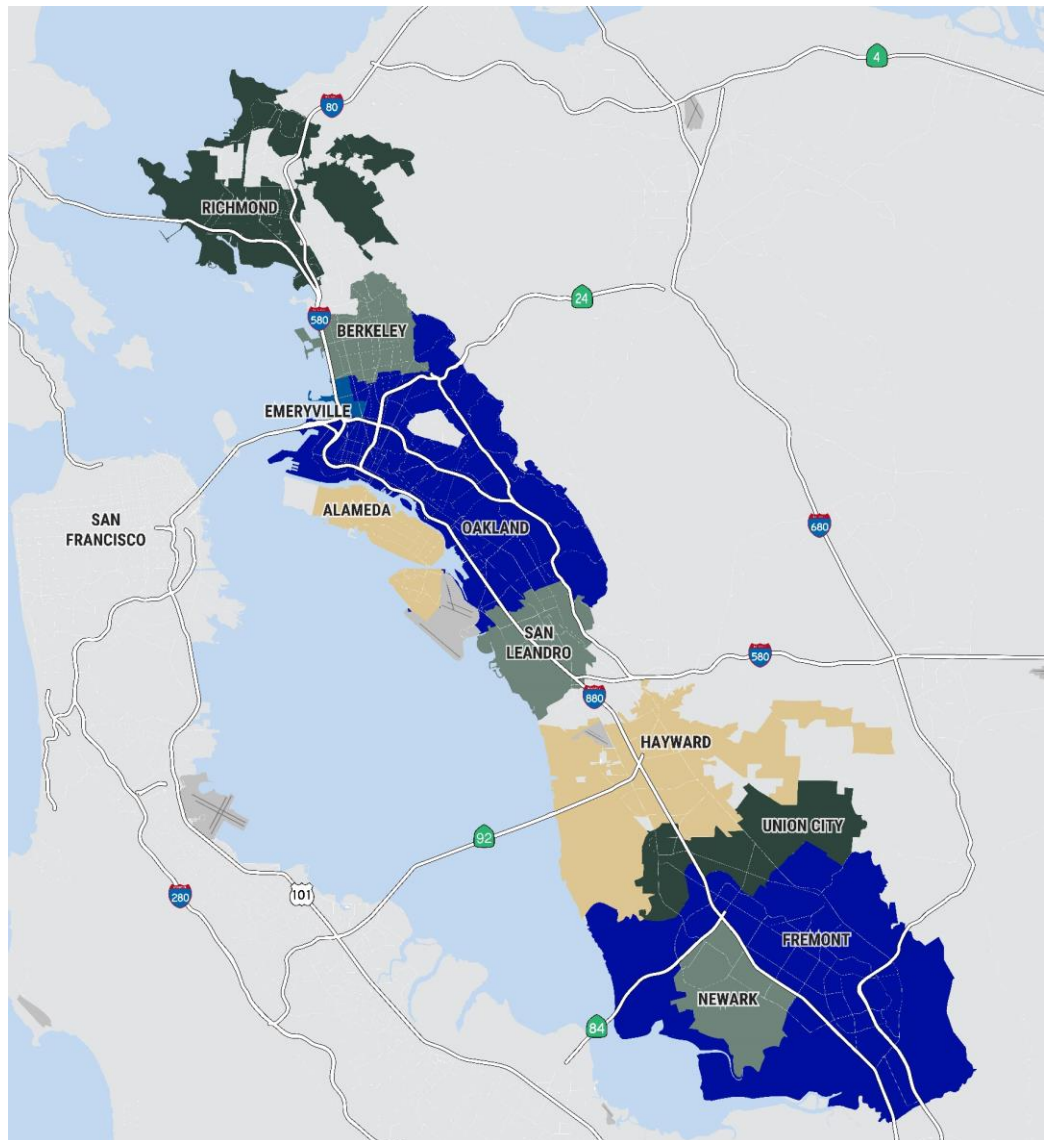 4
80
RICHMOND
24
580
BERKELEY
EMERYVILLE
ALAMEDA
SAN
FRANCISCO
OAKLAND
680
SAN
LEANDRO
580
880
HAYWARD
UNION CITY
92
280
101
FREMONT
NEWARK
84